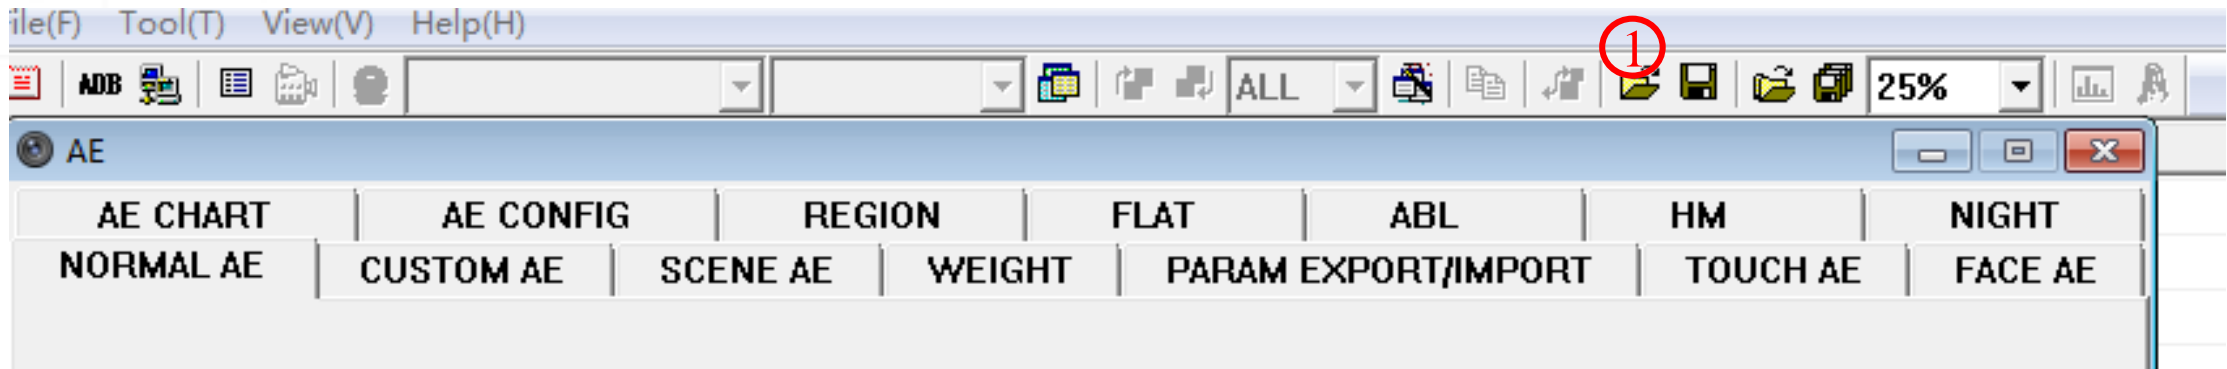 ile(F) Tool(T) View(V) Help(H)
1
ADB ALL 25%
AE
AE CHART AE CONFIG REGION FLAT ABL HM NIGHT
NORMAL AE CUSTOM AE SCENE AE WEIGHT PARAM EXPORT/IMPORT TOUCH AE FACE AE